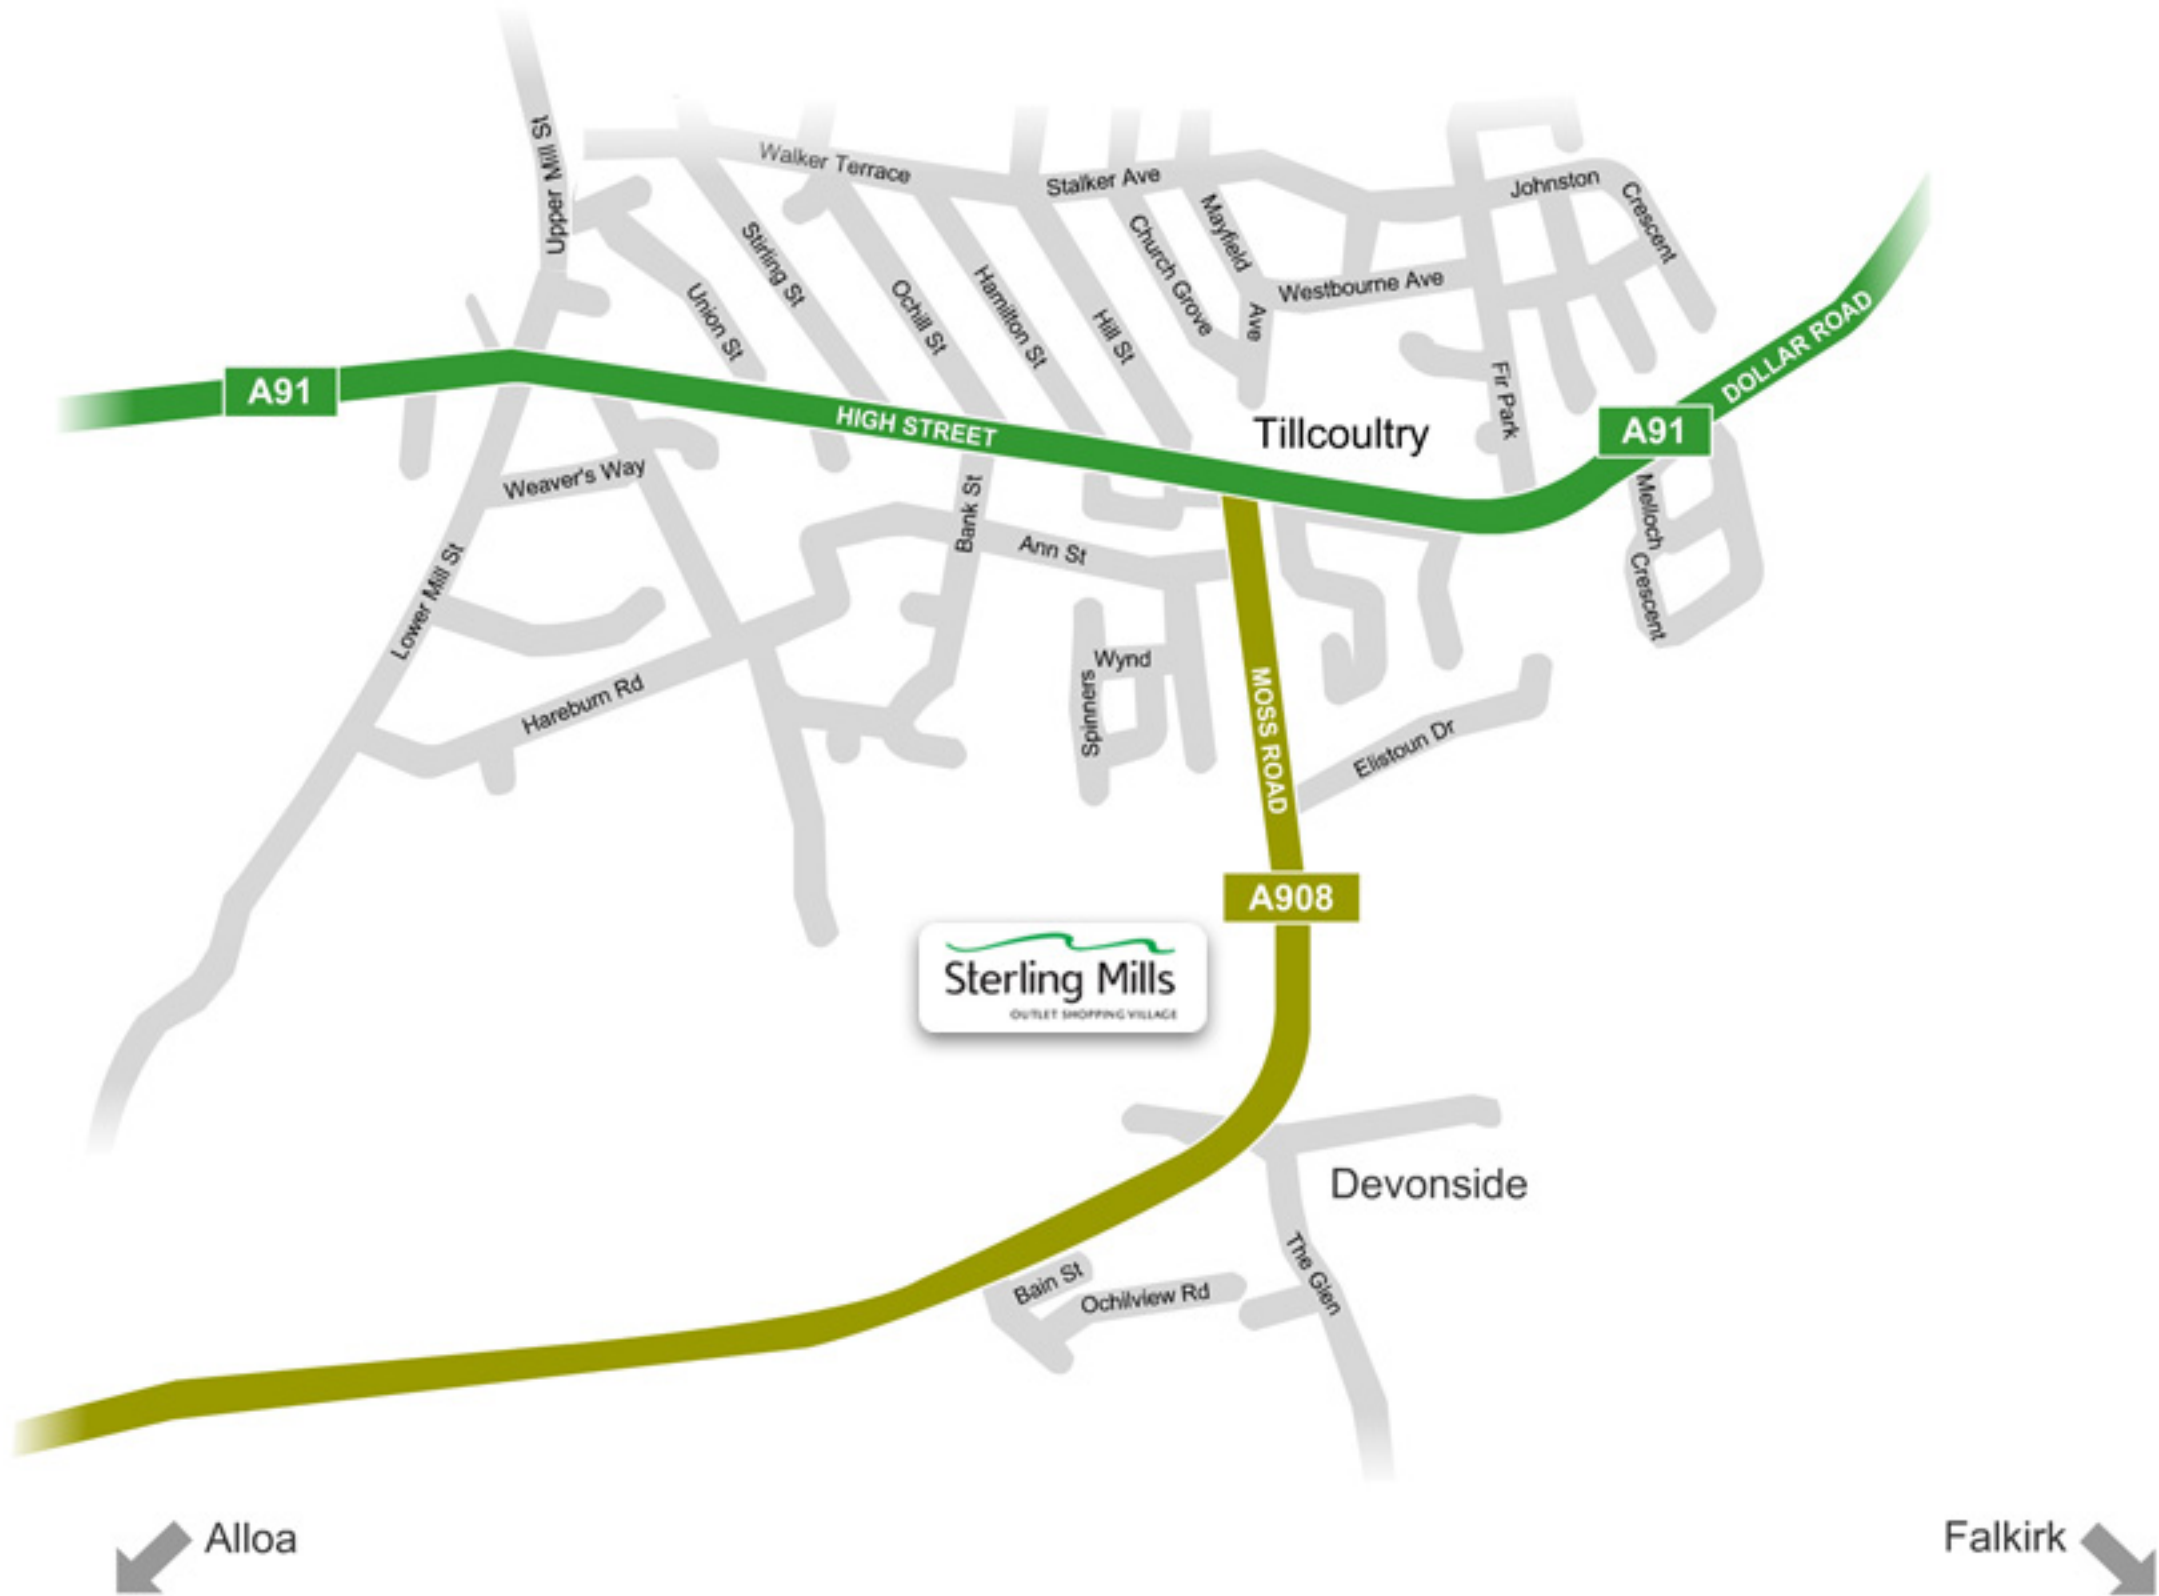 Upper Mill St
Walker Terrace
Stalker Ave
Johnston
Crescent
Mayfield
Ave
Church Grove
Westbourne Ave
Stirling St
Union St
Ochill St
Hamilton St
Hill St
Fir Park
DOLLAR ROAD
A91
HIGH STREET
Tillcoultry
A91
Weaver's Way
Bank St
Ann St
Melloch
Crescent
Lower Mill St
Hareburn Rd
Wynd
Spinners
MOSS ROAD
Elistoun Dr
A908
Sterling Mills
OUTLET SHOPPING VILLAGE
Devonside
The Glen
Bain St
Ochilview Rd
Alloa
Falkirk